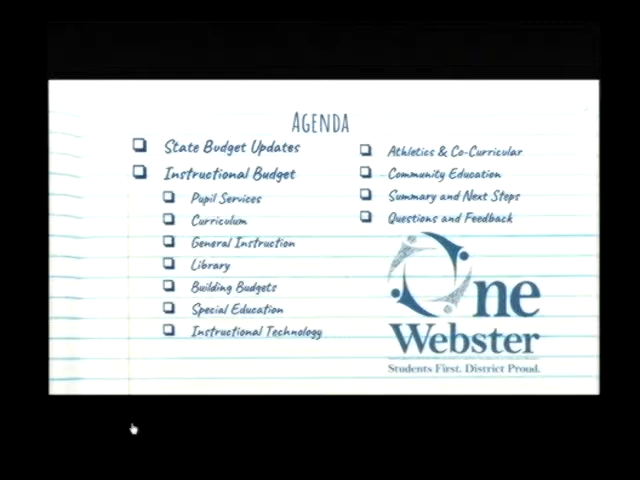 AGENDA
State Budget Updates
Instructional Budget
Pupil Services
Curriculum
General Instruction
Library
Building Budgets
Special Education
Instructional Technology
Athletics & Co-Curricular
Community Education
Summary and Next Steps
Questions and Feedback
One
Webster
Students First. District Proud.